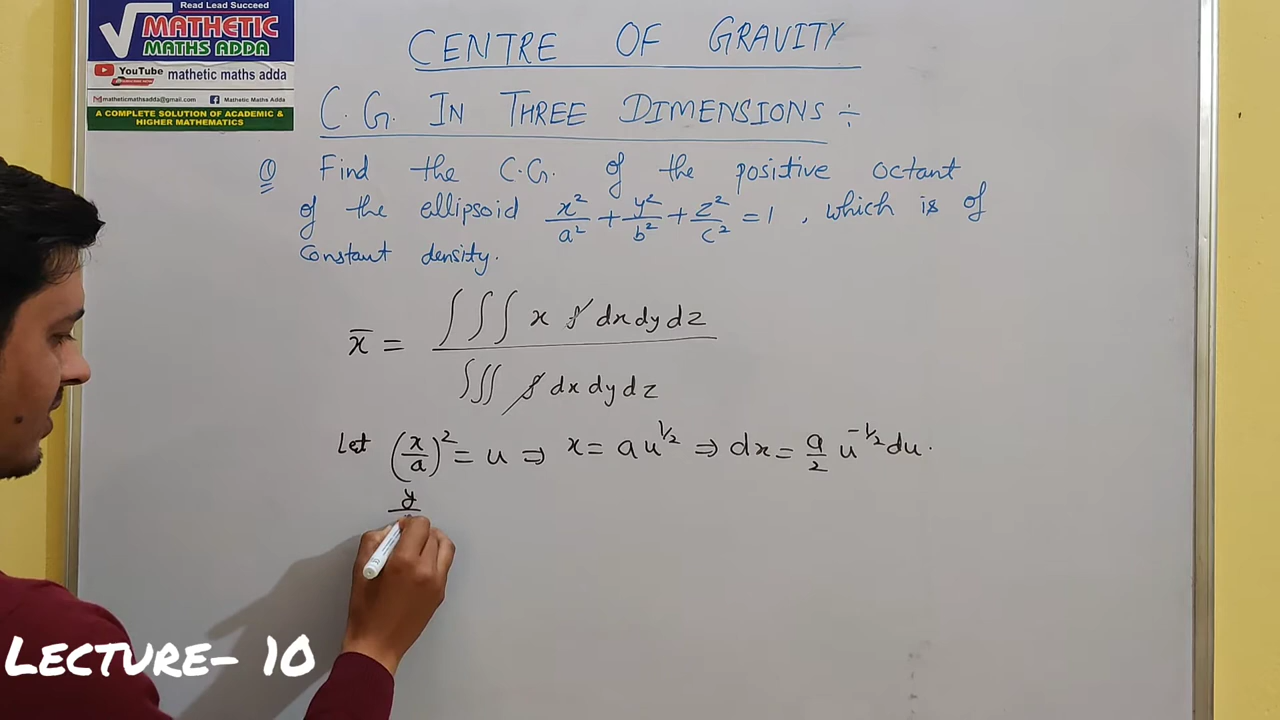 Read Lead Succeed
MATHETIC
MATHS ADDA
YouTube mathetic maths adda
matheticmathsadda@gmail.com Mathetic Maths Adda
A COMPLETE SOLUTION OF ACADEMIC &
HIGHER MATHEMATICS
CENTRE OF GRAVITY
C.G. IN THREE DIMENSIONS ÷
Q Find the C.G. of the positive octant
of the ellipsoid x²/a² + y²/b² + z²/c² = 1, which is of
constant density.
x̄ = ∫∫∫ x ρ dx dy dz / ∫∫∫ ρ dx dy dz
Let (x/a)² = u ⇒ x = a u^1/2 ⇒ dx = a/2 u^-1/2 du.
y
LECTURE- 10